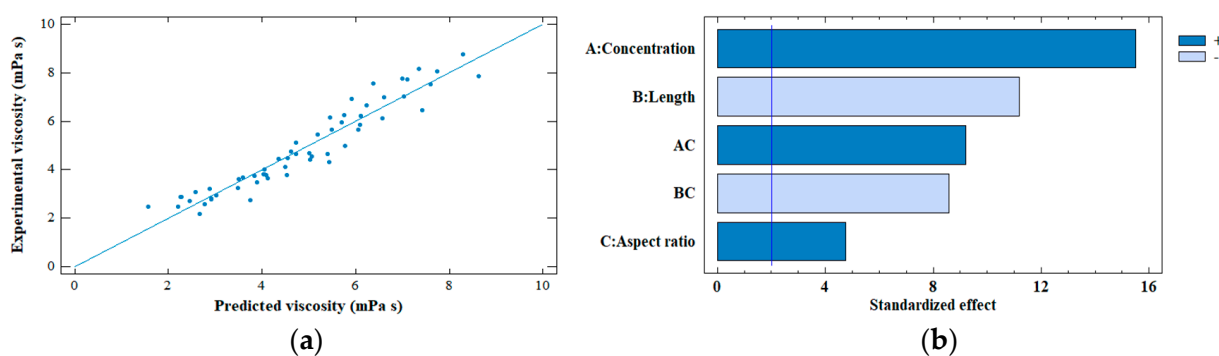 10
8
6
4
2
0
Experimental viscosity (mPa s)
0 2 4 6 8 10
Predicted viscosity (mPa s)
(a)
A:Concentration
B:Length
AC
BC
C:Aspect ratio
0 4 8 12 16
Standardized effect
+
-
(b)